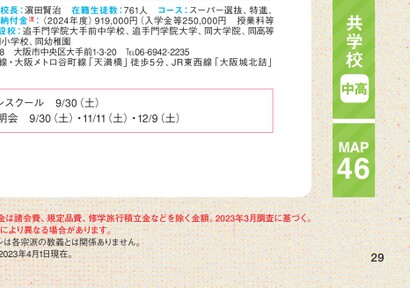 校長：濵田賢治 在籍生徒数：761人 コース：スーパー選抜、特進、
納付金注：（2024年度）919,000円（入学金等250,000円 授業料等
設校：追手門学院大手前中学校、追手門学院大学、同大学院、同高等
同小学校、同幼稚園
8 大阪市中央区大手前1-3-20 ℡06-6942-2235
線・大阪メトロ谷町線「天満橋」徒歩5分、JR東西線「大阪城北詰」
ンスクール 9/30（土）
明会 9/30（土）・11/11（土）・12/9（土）
共学校
中高
MAP
46
金は諸会費、規定品費、修学旅行積立金などを除く金額。2023年3月調査に基づく。
により異なる場合があります。
ンは各宗派の教義とは関係ありません。
2023年4月1日現在。
29